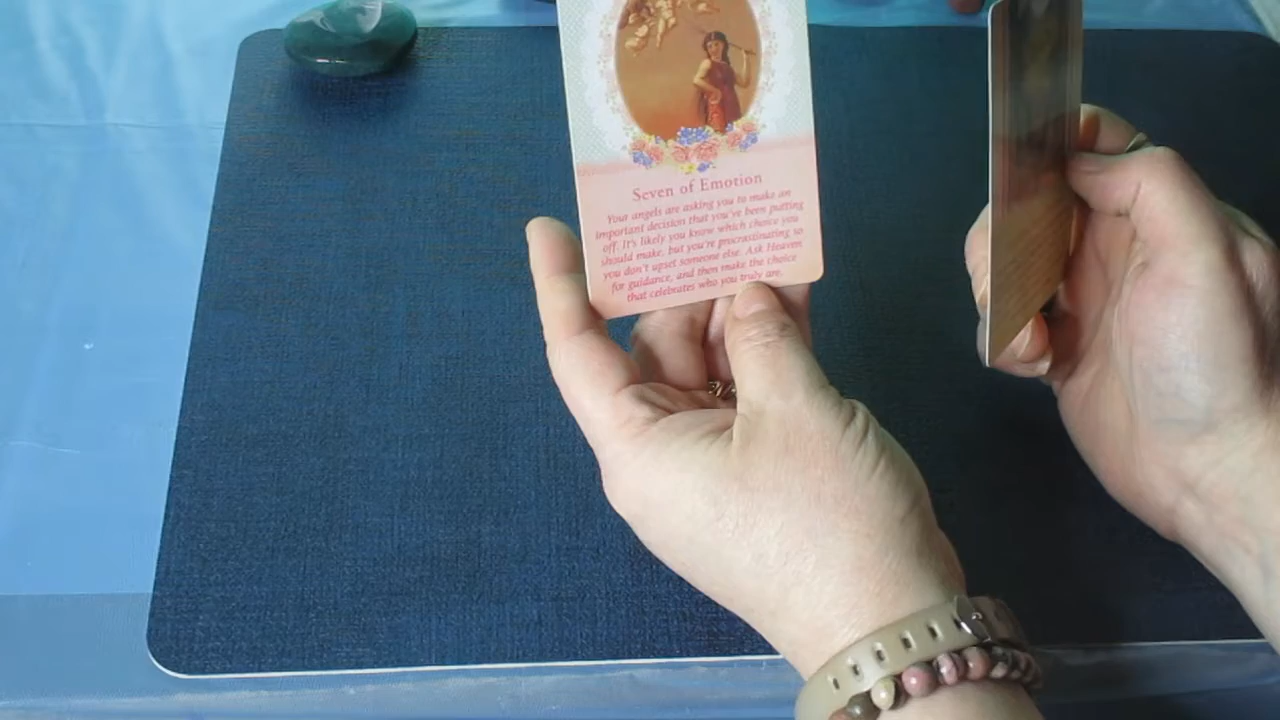 Seven of Emotion
Your angels are asking you to make an
important decision that you've been putting
off. It's likely you know which choice you
should make, but you're procrastinating so
you don't upset someone else. Ask Heaven
for guidance, and then make the choice
that celebrates who you truly are.